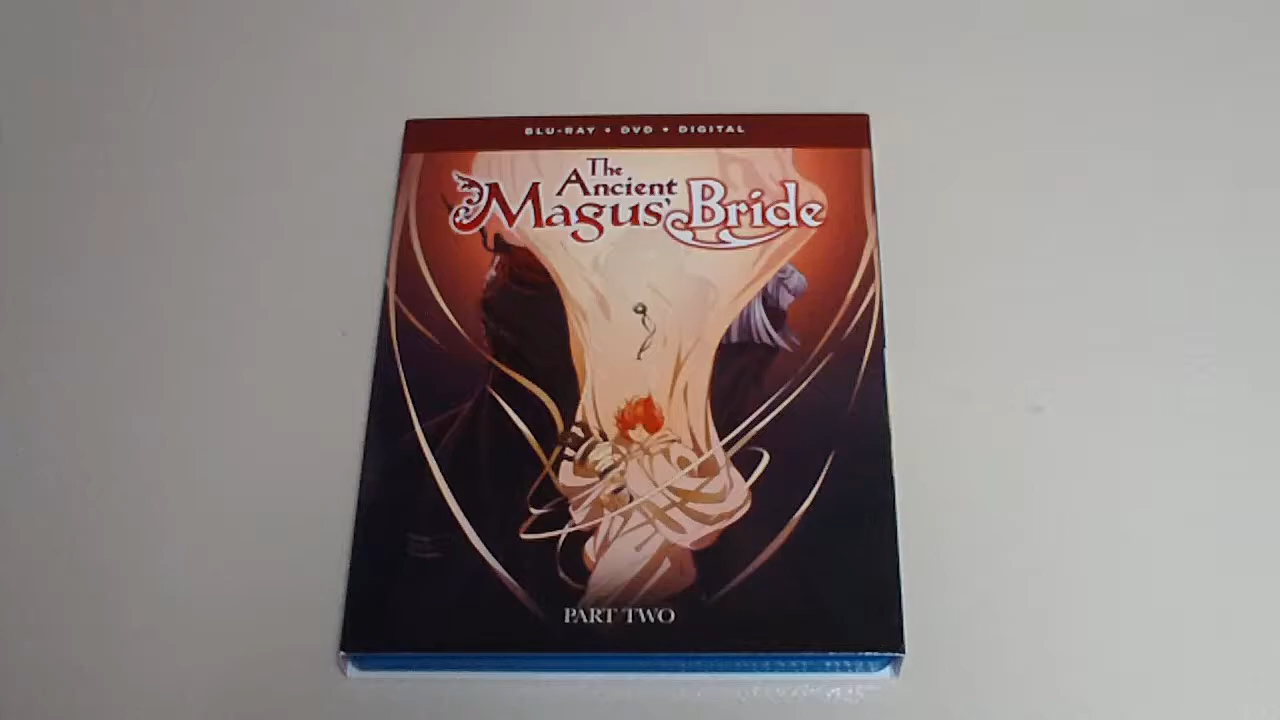 BLU-RAY • DVD • DIGITAL
The
Ancient
Magus' Bride
PART TWO